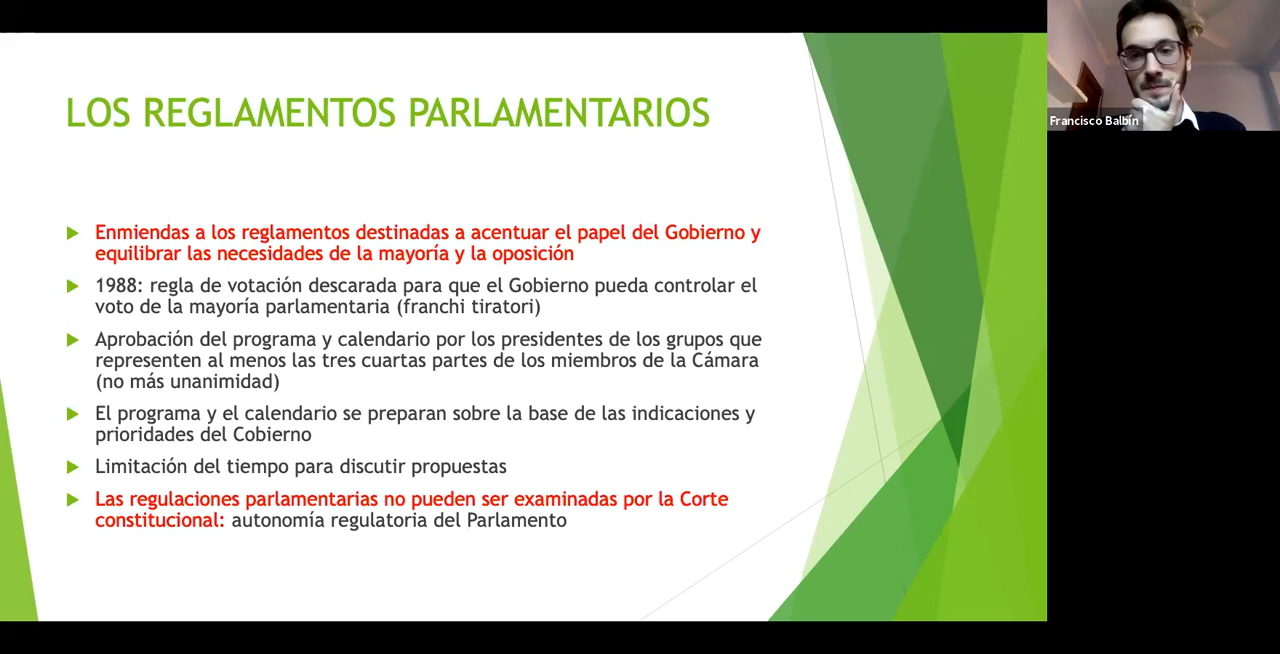 LOS REGLAMENTOS PARLAMENTARIOS
Enmiendas a los reglamentos destinadas a acentuar el papel del Gobierno y
equilibrar las necesidades de la mayoría y la oposición
1988: regla de votación descarada para que el Gobierno pueda controlar el
voto de la mayoría parlamentaria (franchi tiratori)
Aprobación del programa y calendario por los presidentes de los grupos que
representen al menos las tres cuartas partes de los miembros de la Cámara
(no más unanimidad)
El programa y el calendario se preparan sobre la base de las indicaciones y
prioridades del Cobierno
Limitación del tiempo para discutir propuestas
Las regulaciones parlamentarias no pueden ser examinadas por la Corte
constitucional: autonomía regulatoria del Parlamento
Francisco Balbín